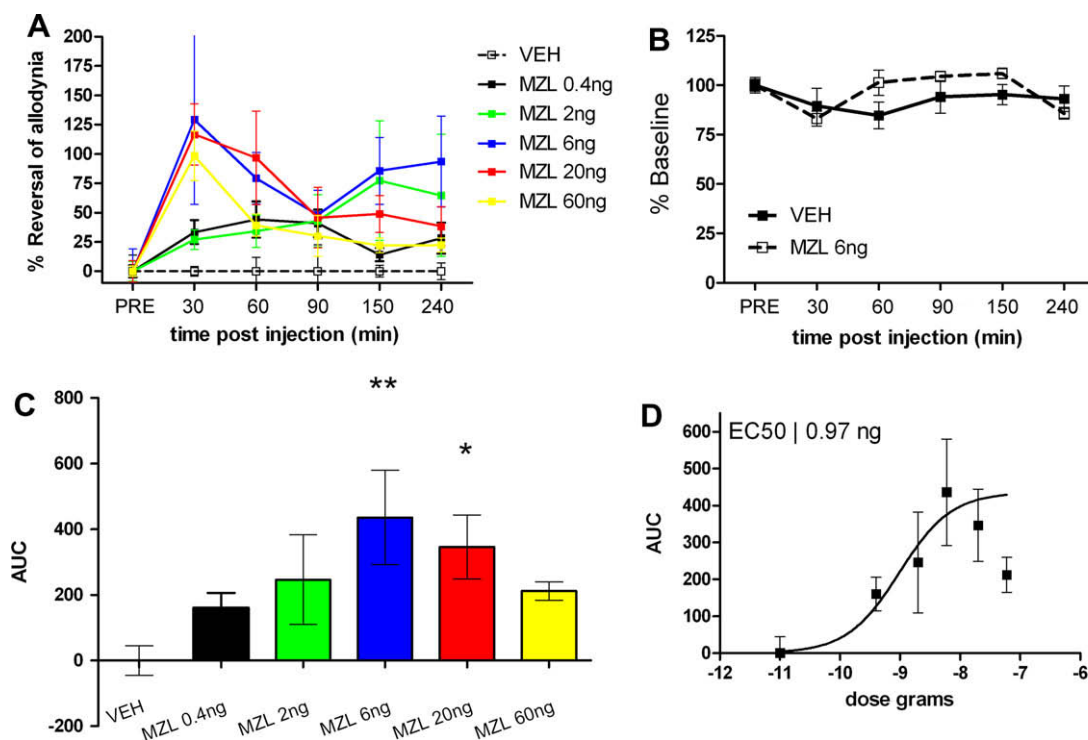 A
% Reversal of allodynia
200
175
150
125
100
75
50
25
0
PRE 30 60 90 150 240
time post injection (min)
VEH
MZL 0.4ng
MZL 2ng
MZL 6ng
MZL 20ng
MZL 60ng
B
% Baseline
125
100
75
50
25
0
VEH
MZL 6ng
PRE 30 60 90 150 240
time post injection (min)
C
AUC
800
600
400
200
0
-200
**
*
VEH MZL 0.4ng MZL 2ng MZL 6ng MZL 20ng MZL 60ng
D
EC50 | 0.97 ng
AUC
600
500
400
300
200
100
0
-12 -11 -10 -9 -8 -7 -6
dose grams